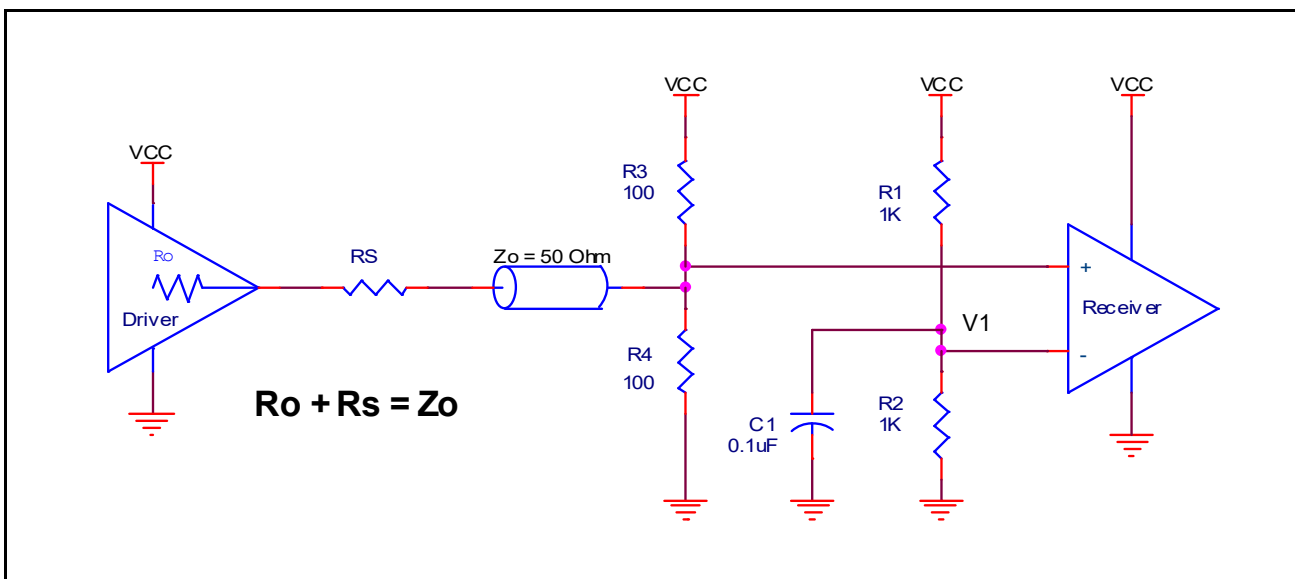 VCC
VCC
VCC
VCC
R3
100
R1
1K
Ro
RS
Zo = 50 Ohm
+
Driver
Receiver
V1
-
R4
100
R2
1K
C1
0.1uF
Ro + Rs = Zo